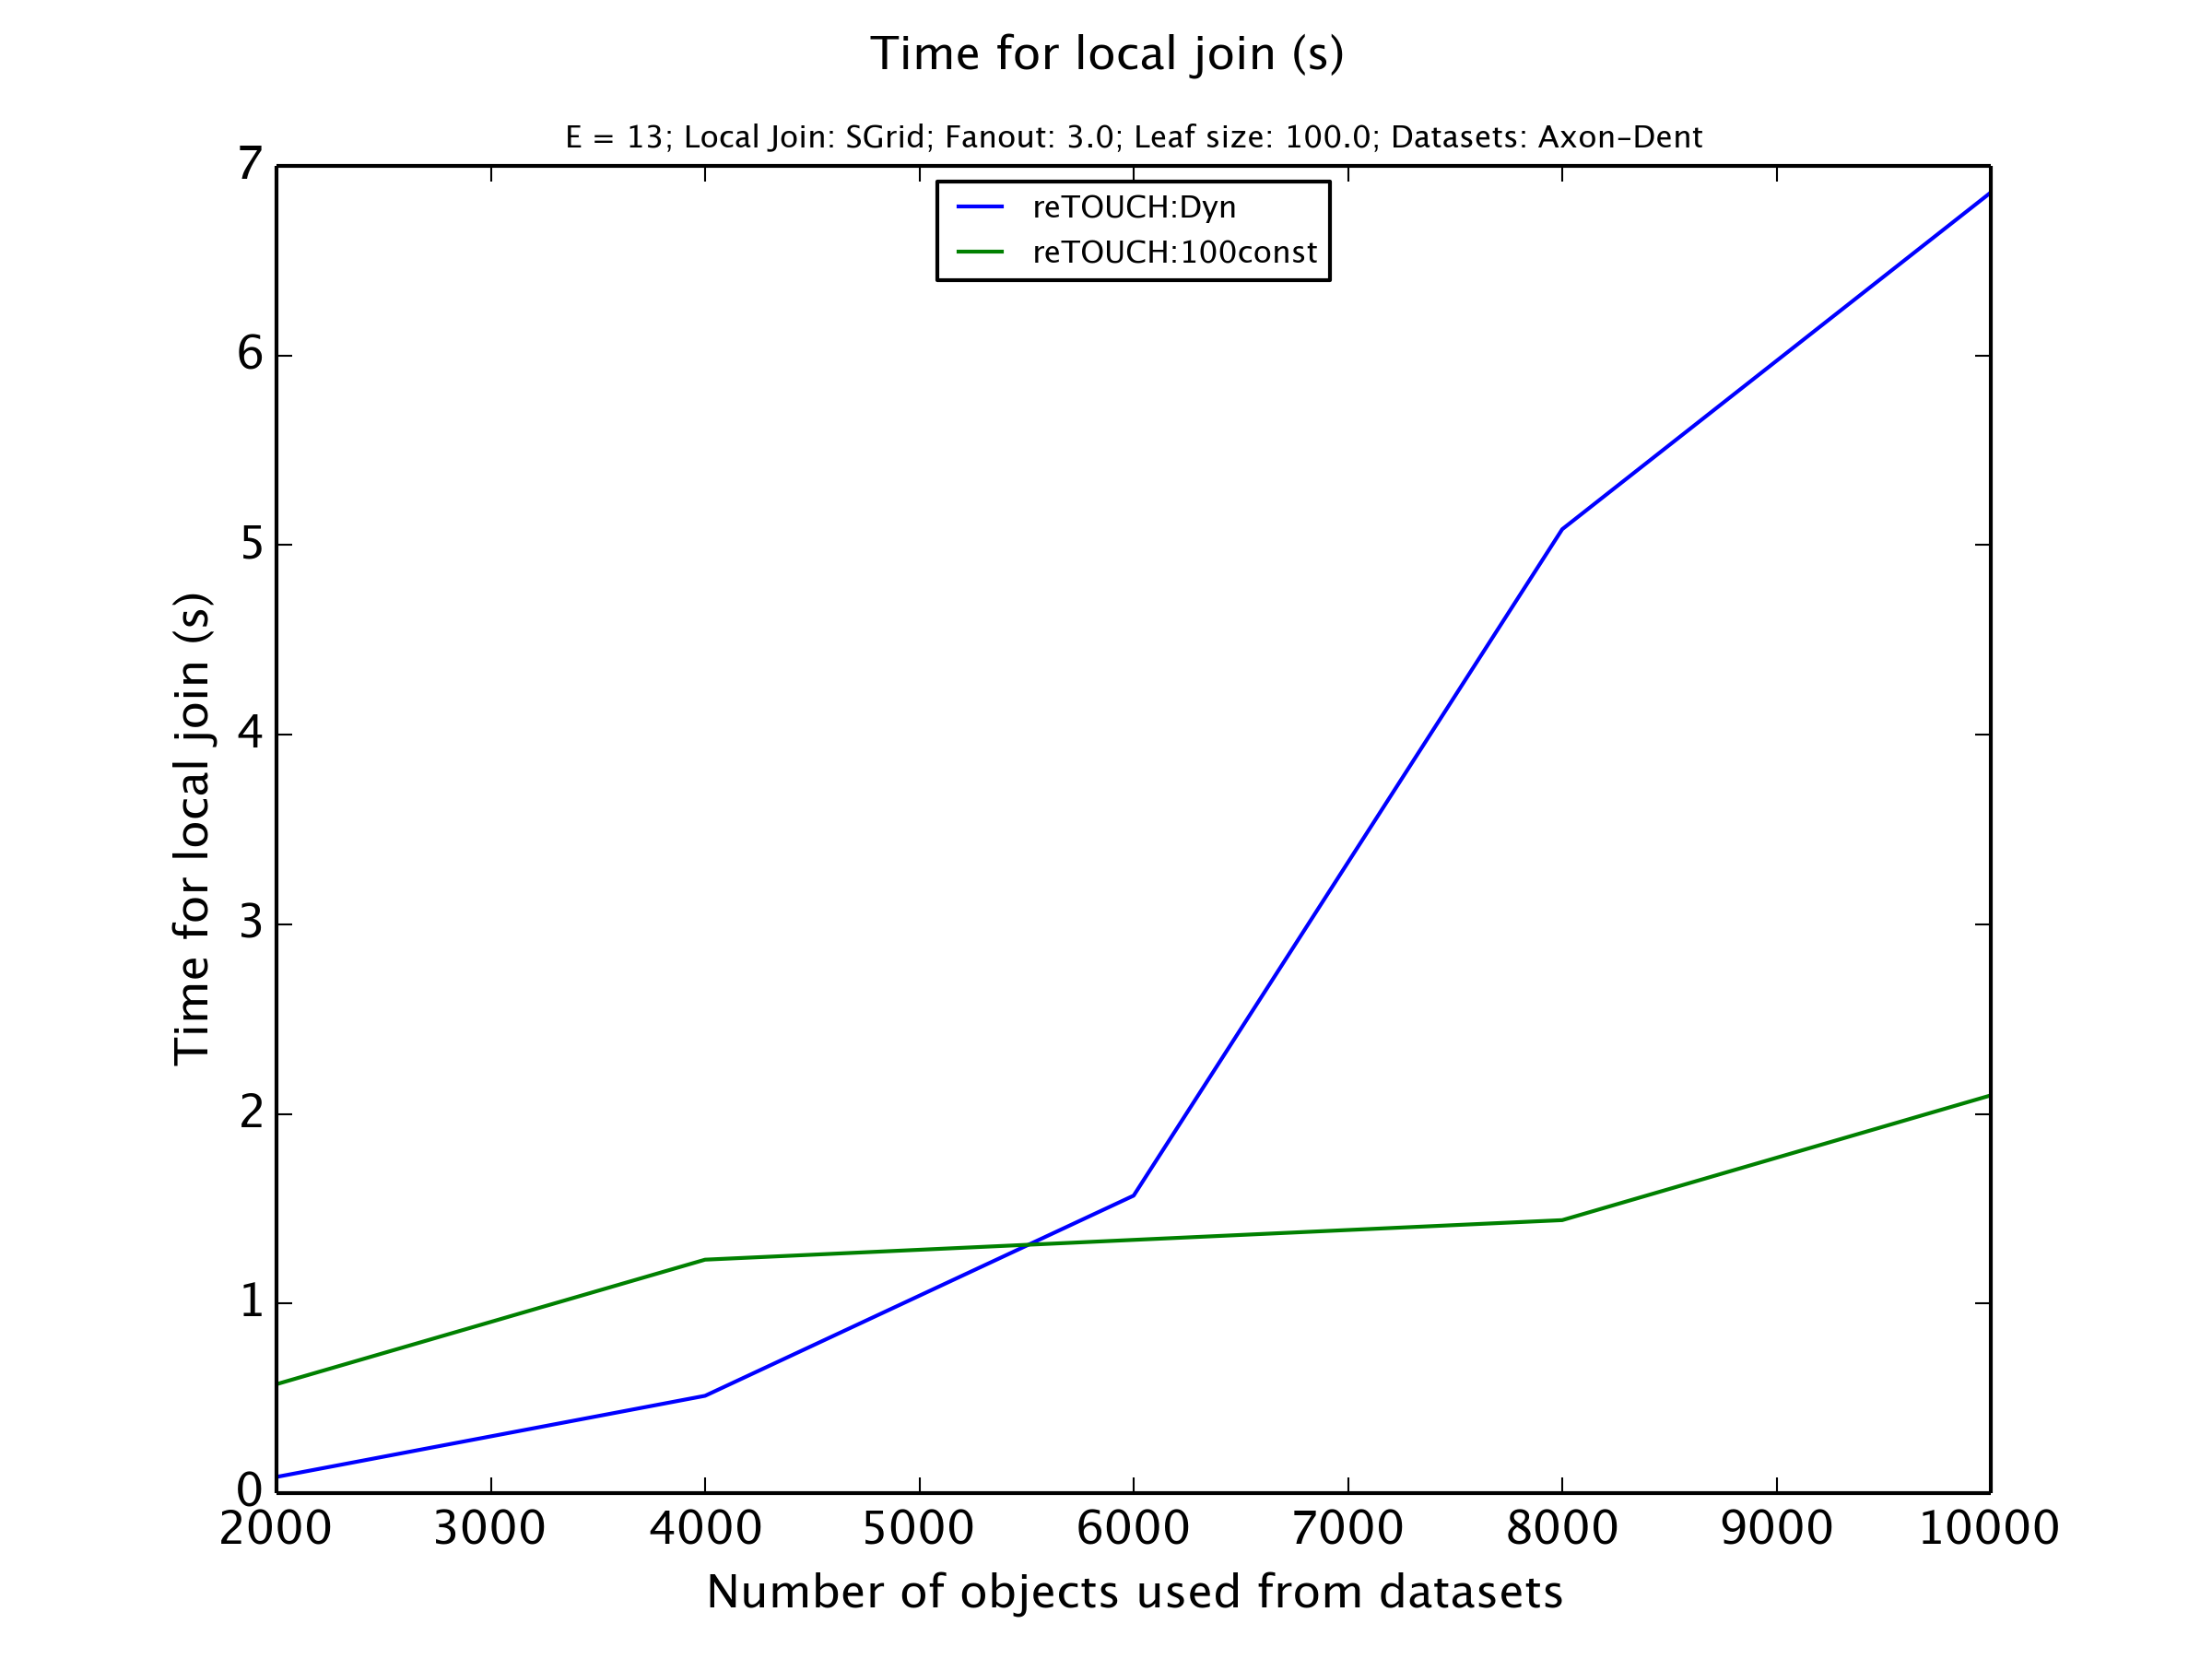 Time for local join (s)
E = 13; Local Join: SGrid; Fanout: 3.0; Leaf size: 100.0; Datasets: Axon-Dent
reTOUCH:Dyn
reTOUCH:100const
7
6
5
4
3
2
1
0
Time for local join (s)
2000 3000 4000 5000 6000 7000 8000 9000 10000
Number of objects used from datasets